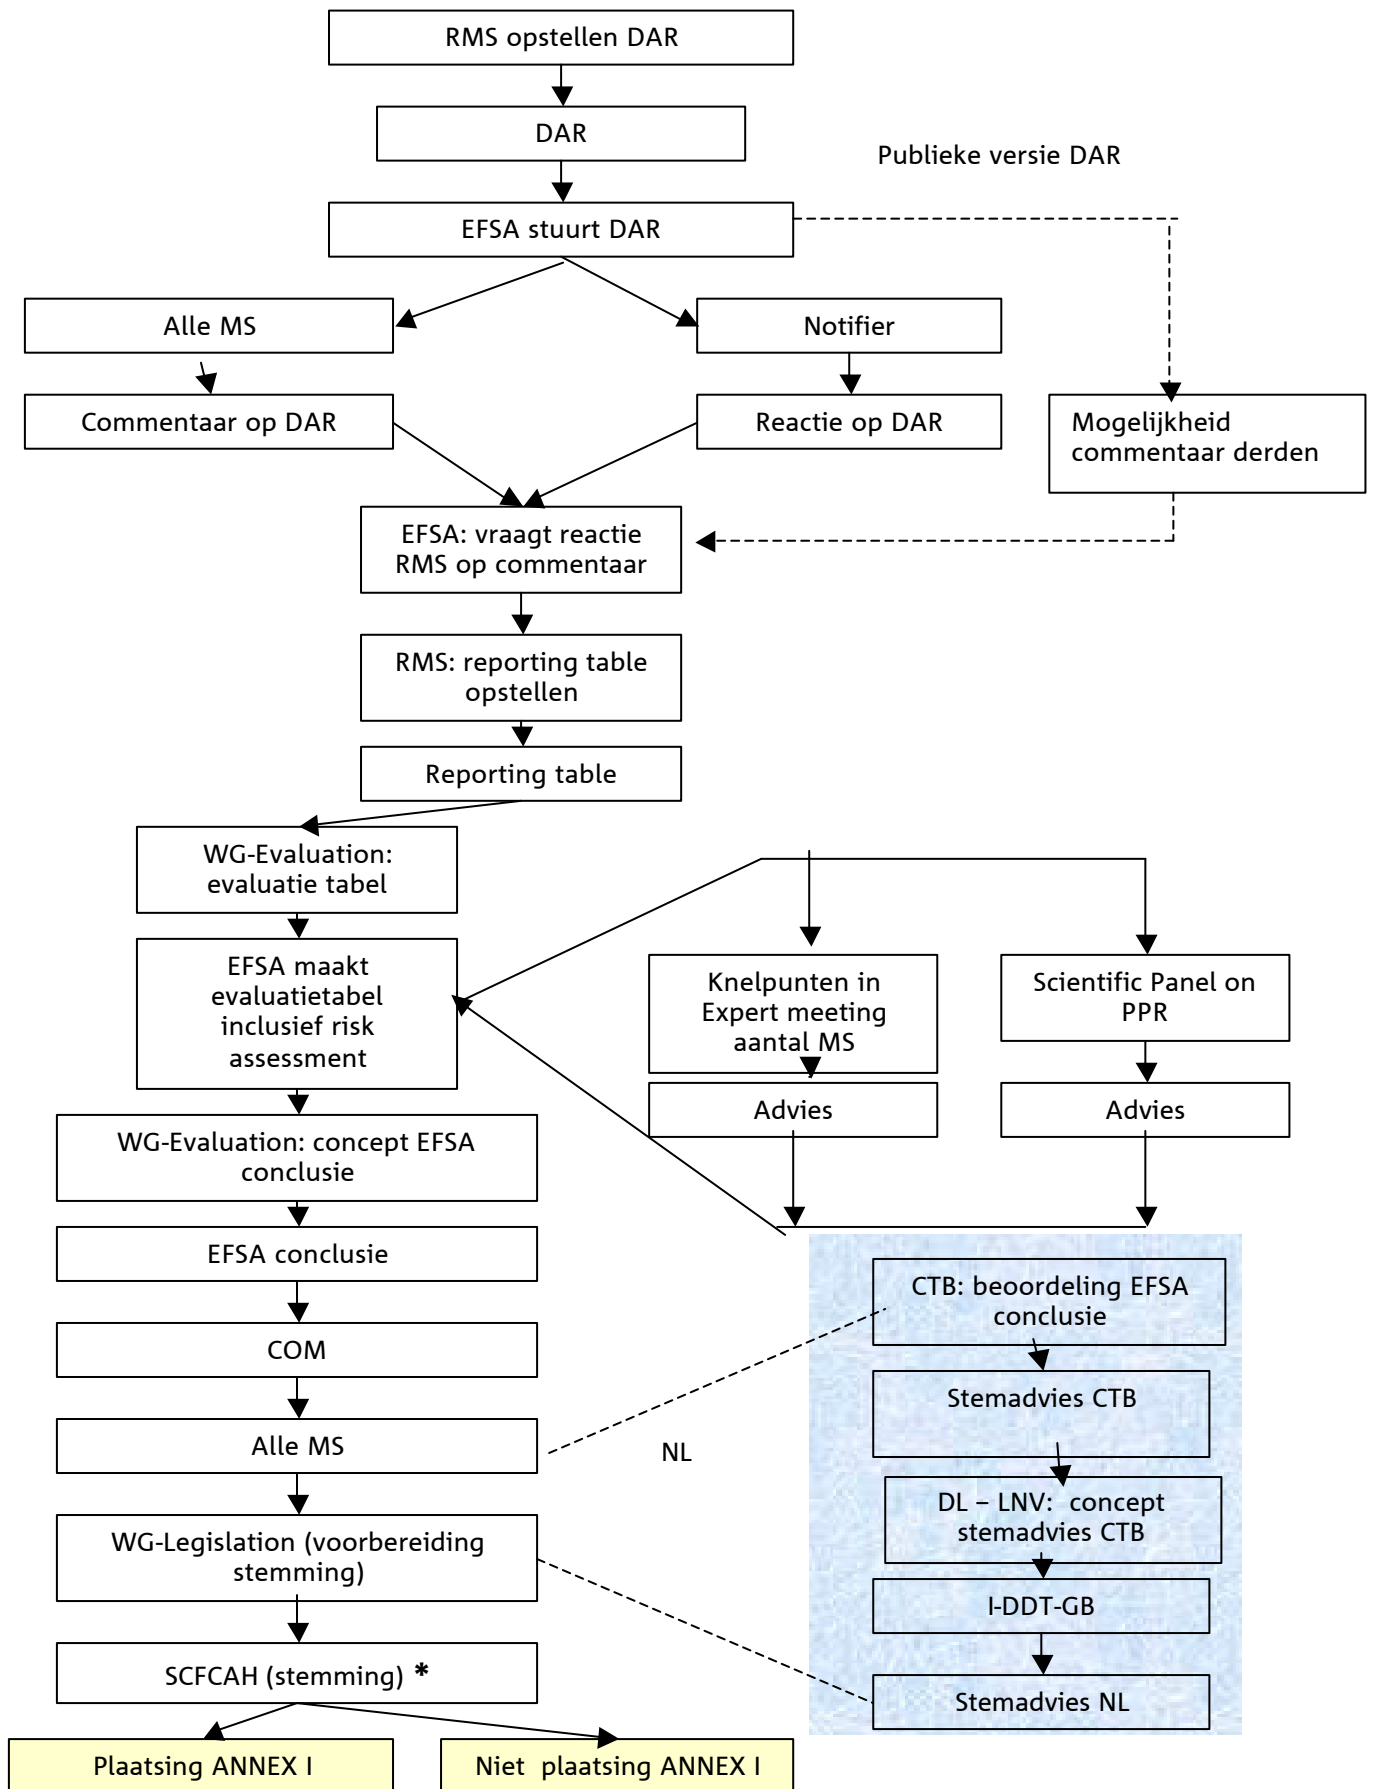 RMS opstellen DAR
DAR
Publieke versie DAR
EFSA stuurt DAR
Alle MS
Notifier
Commentaar op DAR
Reactie op DAR
Mogelijkheid
commentaar derden
EFSA: vraagt reactie
RMS op commentaar
RMS: reporting table
opstellen
Reporting table
WG-Evaluation:
evaluatie tabel
EFSA maakt
evaluatietabel
inclusief risk
assessment
Knelpunten in
Expert meeting
aantal MS
Scientific Panel on
PPR
Advies
Advies
WG-Evaluation: concept EFSA
conclusie
EFSA conclusie
CTB: beoordeling EFSA
conclusie
COM
Stemadvies CTB
Alle MS
NL
DL – LNV: concept
stemadvies CTB
WG-Legislation (voorbereiding
stemming)
I-DDT-GB
SCFCAH (stemming) *
Stemadvies NL
Plaatsing ANNEX I
Niet plaatsing ANNEX I